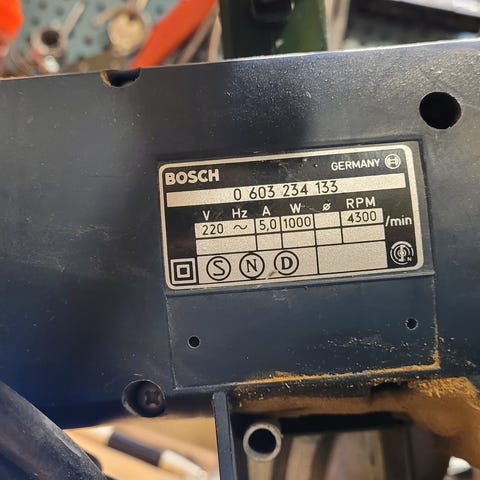 BOSCH GERMANY
0 603 234 133
V Hz A W ø RPM
220 ~ 5,0 1000 4300 /min
S N D N